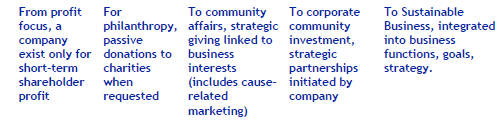 From profit
focus, a
company
exist only for
short-term
shareholder
profit
For
philanthropy,
passive
donations to
charities
when
requested
To community
affairs, strategic
giving linked to
business
interests
(includes cause-
related
marketing)
To corporate
community
investment,
strategic
partnerships
initiated by
company
To Sustainable
Business, integrated
into business
functions, goals,
strategy.